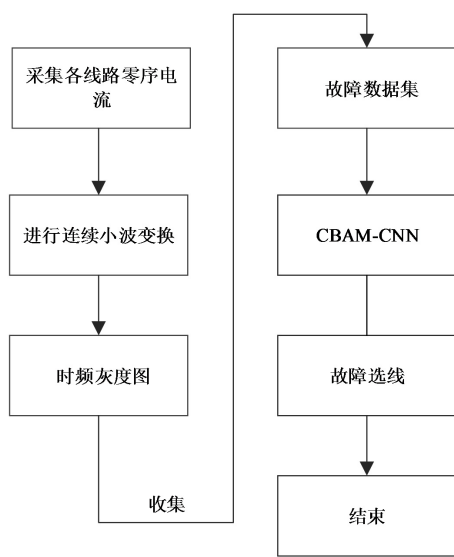 采集各线路零序电
流
进行连续小波变换
时频灰度图
收集
故障数据集
CBAM-CNN
故障选线
结束